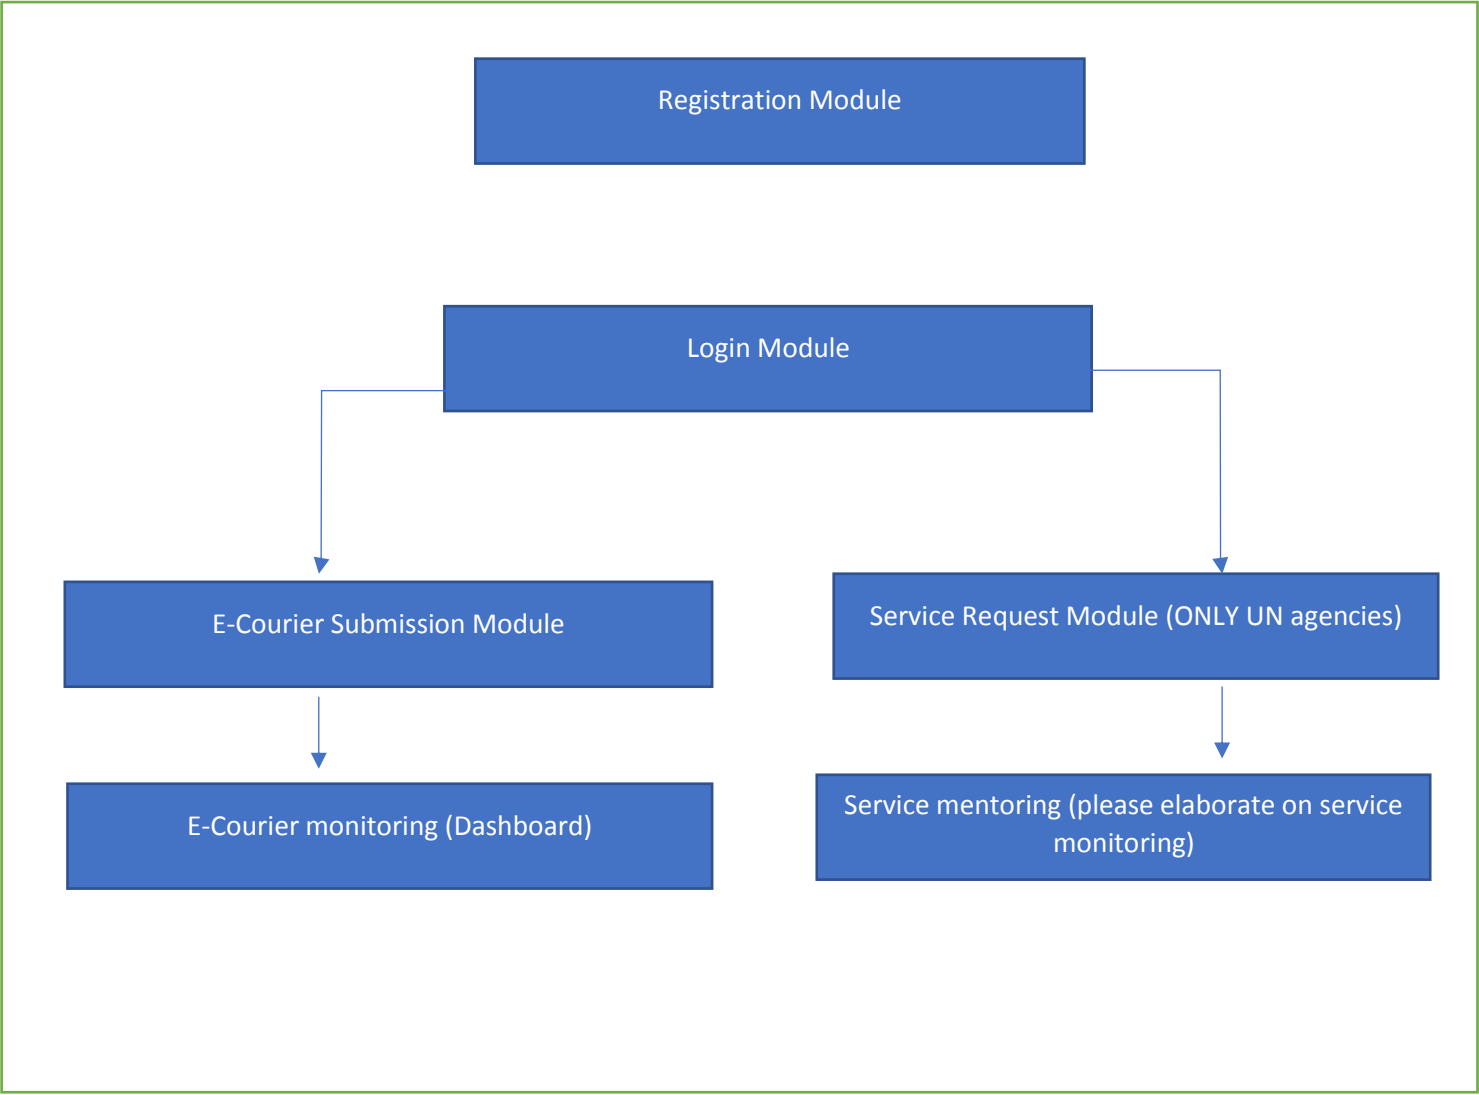 Registration Module
Login Module
E-Courier Submission Module
Service Request Module (ONLY UN agencies)
E-Courier monitoring (Dashboard)
Service mentoring (please elaborate on service
monitoring)